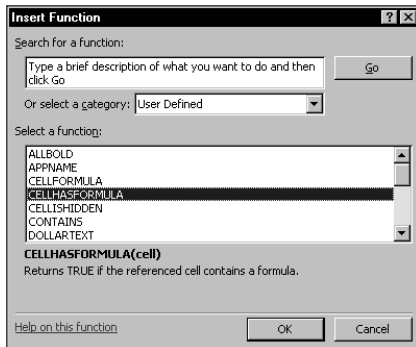 Insert Function
Search for a function:
Type a brief description of what you want to do and then
click Go
Go
Or select a category: User Defined
Select a function:
ALLBOLD
APPNAME
CELLFORMULA
CELLHASFORMULA
CELLISHIDDEN
CONTAINS
DOLLARTEXT
CELLHASFORMULA(cell)
Returns TRUE if the referenced cell contains a formula.
Help on this function
OK
Cancel